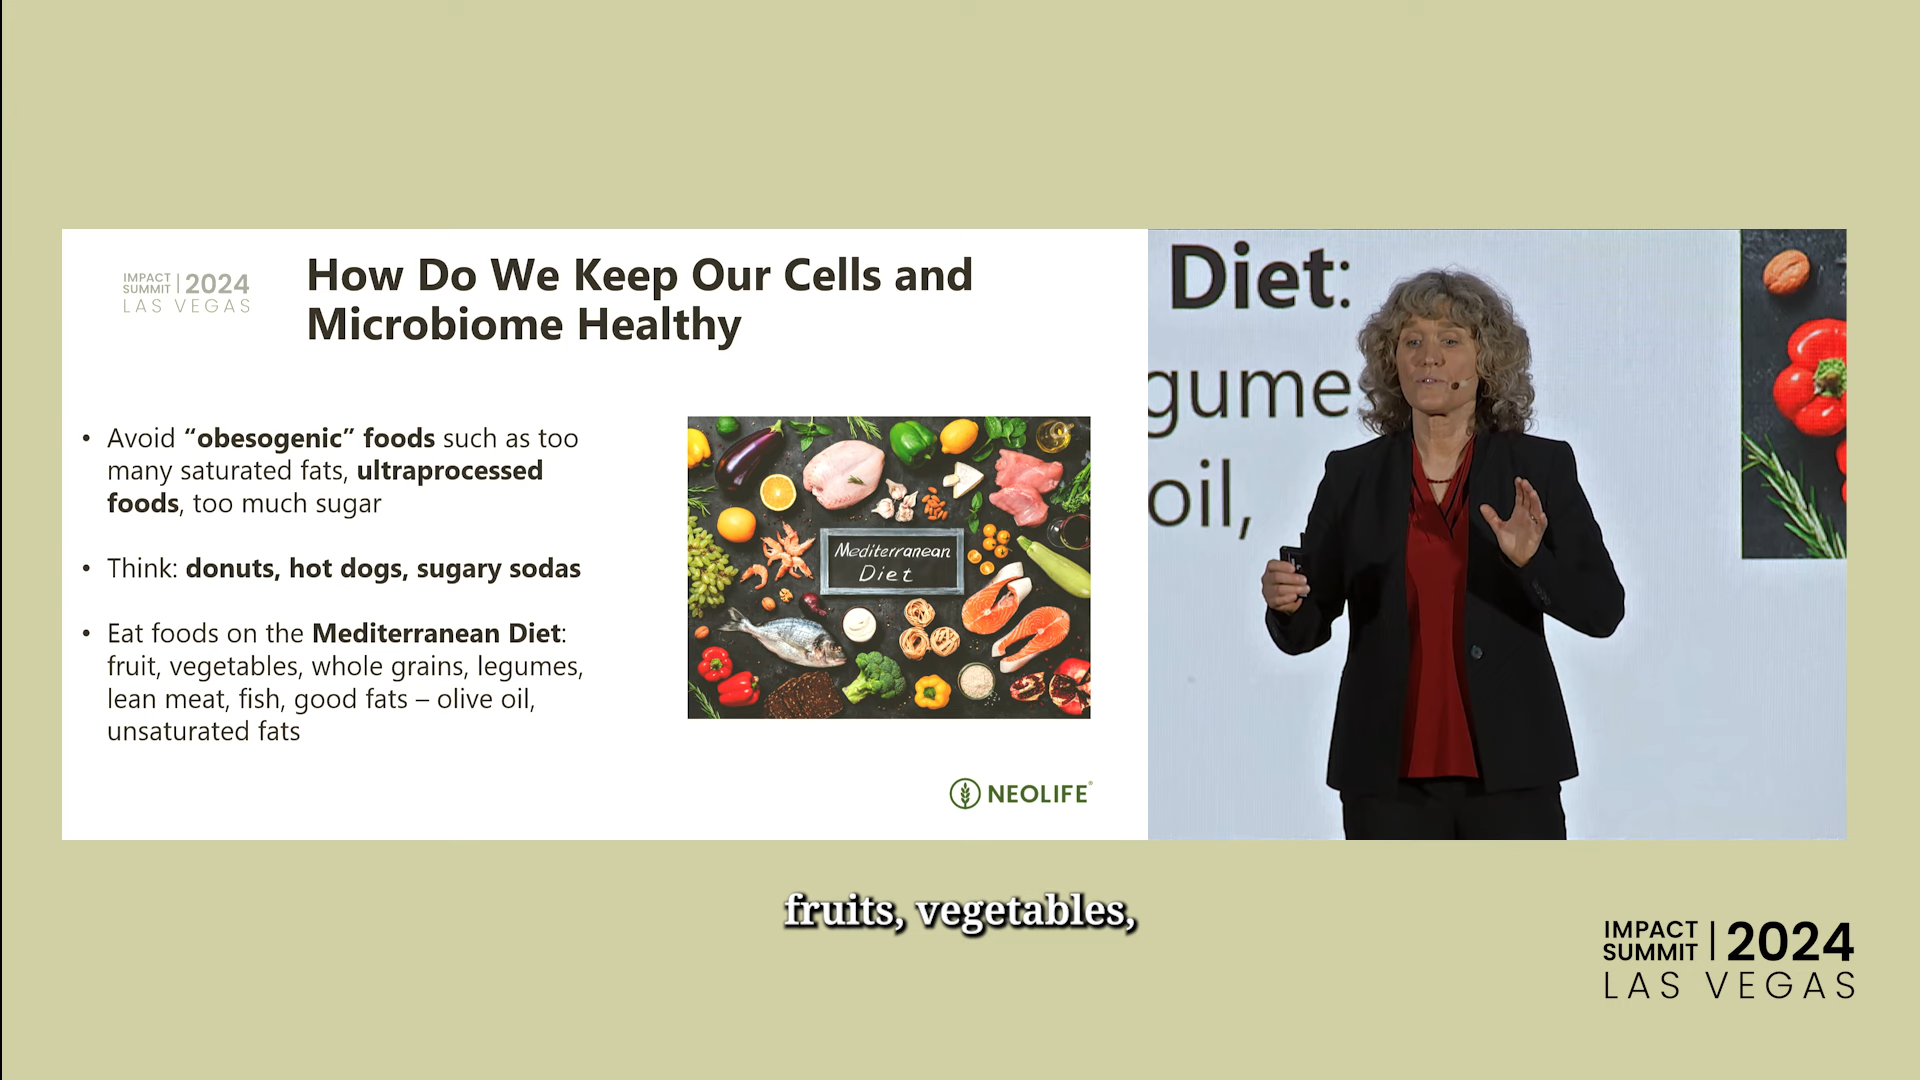 IMPACT
SUMMIT | 2024
LAS VEGAS
How Do We Keep Our Cells and
Microbiome Healthy
• Avoid “obesogenic” foods such as too
many saturated fats, ultraprocessed
foods, too much sugar
• Think: donuts, hot dogs, sugary sodas
• Eat foods on the Mediterranean Diet:
fruit, vegetables, whole grains, legumes,
lean meat, fish, good fats – olive oil,
unsaturated fats
Mediterranean
Diet
NEOLIFE®
Diet:
gume
oil,
fruits, vegetables,
IMPACT
SUMMIT | 2024
LAS VEGAS